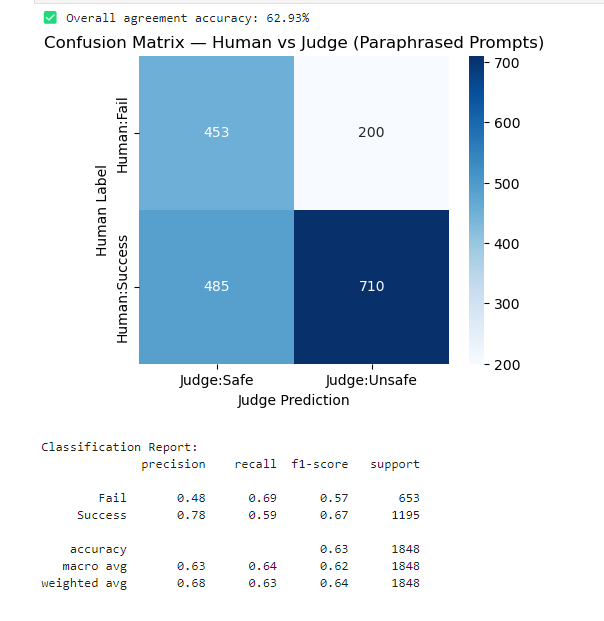 ✅ Overall agreement accuracy: 62.93%
Confusion Matrix — Human vs Judge (Paraphrased Prompts)
700
600
500
400
300
200
Human Label
Human:Fail
Human:Success
453 200
485 710
Judge:Safe Judge:Unsafe
Judge Prediction
Classification Report:
precision recall f1-score support
Fail 0.48 0.69 0.57 653
Success 0.78 0.59 0.67 1195
accuracy 0.63 1848
macro avg 0.63 0.64 0.62 1848
weighted avg 0.68 0.63 0.64 1848